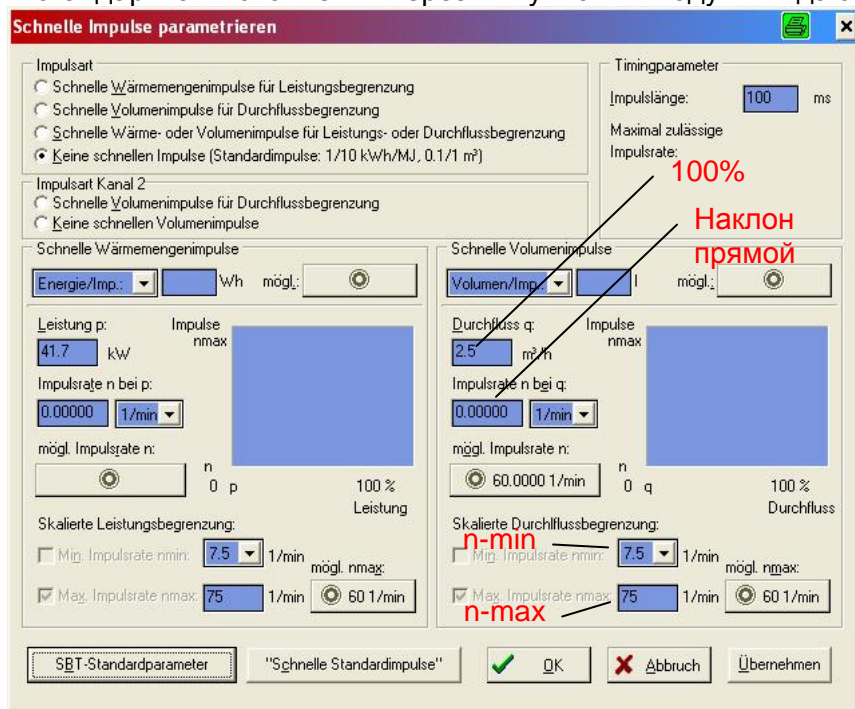 Schnelle Impulse parametrieren
Impulsart
Schnelle Wärmemengenimpulse für Leistungsbegrenzung
Schnelle Volumenimpulse für Durchflussbegrenzung
Schnelle Wärme- oder Volumenimpulse für Leistungs- oder Durchflussbegrenzung
Keine schnellen Impulse (Standardimpulse: 1/10 kWh/MJ, 0.1/1 m³)
Timingparameter
Impulslänge: 100 ms
Maximal zulässige
Impulsrate:
100%
Impulsart Kanal 2
Schnelle Volumenimpulse für Durchflussbegrenzung
Keine schnellen Volumenimpulse
Наклон
прямой
Schnelle Wärmemengenimpulse
Energie/Imp.: Wh mögl.:
Leistung p: Impulse
nmax
41.7 kW
Impulsrate n bei p:
0.00000 1/min
mögl. Impulsrate n:
n
0 p 100 %
Leistung
Skalierte Leistungsbegrenzung:
Min. Impulsrate nmin: 7.5 1/min
mögl. nmax:
Max. Impulsrate nmax: 75 1/min 60 1/min
Schnelle Volumenimpulse
Volumen/Imp.: l mögl.:
Durchfluss q: Impulse
nmax
2.5 m³/h
Impulsrate n bei q:
0.00000 1/min
mögl. Impulsrate n:
60.0000 1/min
n
0 q 100 %
Durchfluss
Skalierte Durchlflussbegrenzung:
n-min
Min. Impulsrate nmin: 7.5 1/min
mögl. nmax:
Max. Impulsrate nmax: 75 1/min 60 1/min
n-max
SBT-Standardparameter "Schnelle Standardimpulse" OK Abbruch Übernehmen